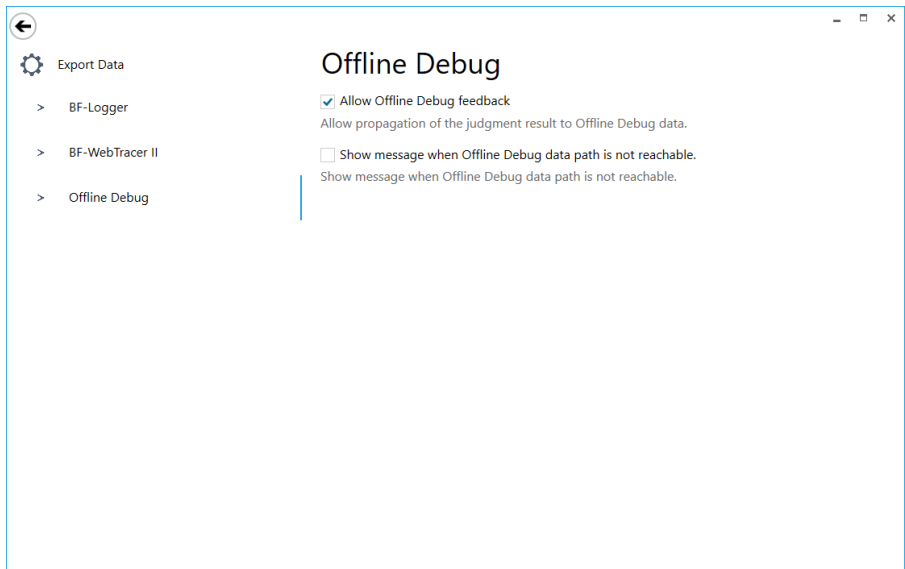 Export Data
> BF-Logger
> BF-WebTracer II
> Offline Debug
Offline Debug
Allow Offline Debug feedback
Allow propagation of the judgment result to Offline Debug data.
Show message when Offline Debug data path is not reachable.
Show message when Offline Debug data path is not reachable.